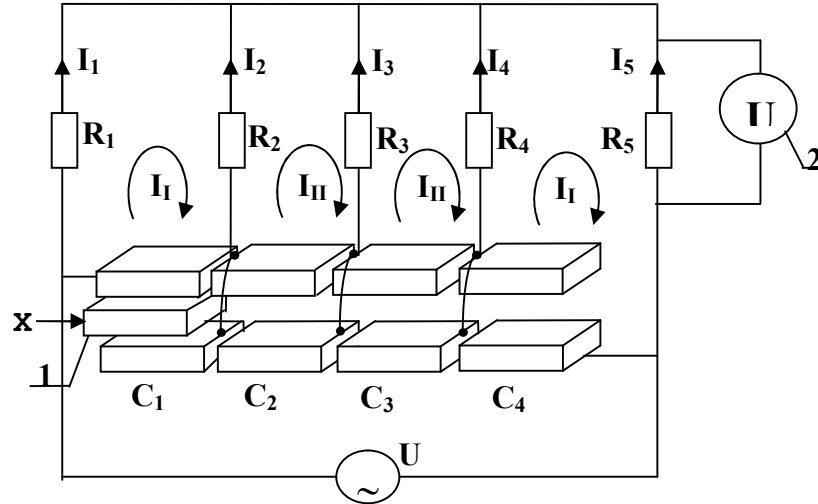 I1 I2 I3 I4 I5
R1 R2 R3 R4 R5
U
2
II III III II
x
1
C1 C2 C3 C4
U
~